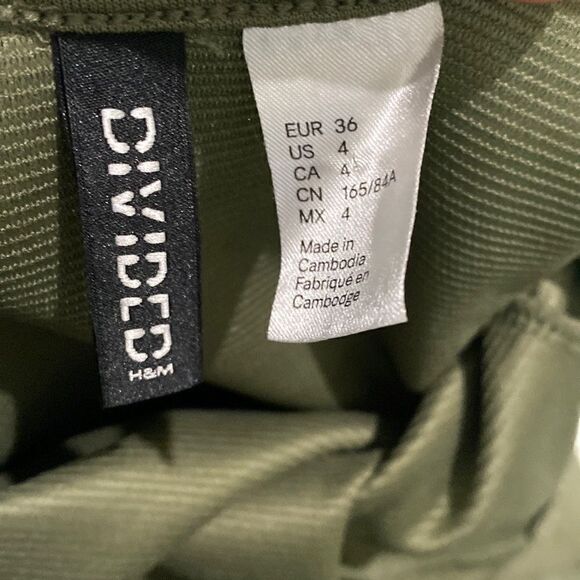 DIVIDED
H&M
EUR 36
US 4
CA 4
CN 165/84A
MX 4
Made in
Cambodia
Fabriqué en
Cambodge